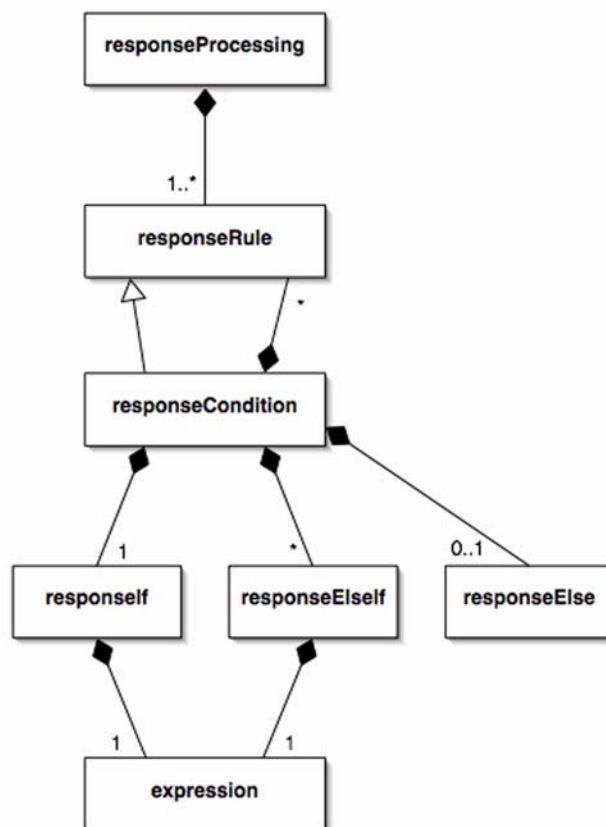 responseProcessing
1..*
responseRule
*
responseCondition
1
*
0..1
responseIf
responseElseIf
responseElse
1
1
expression